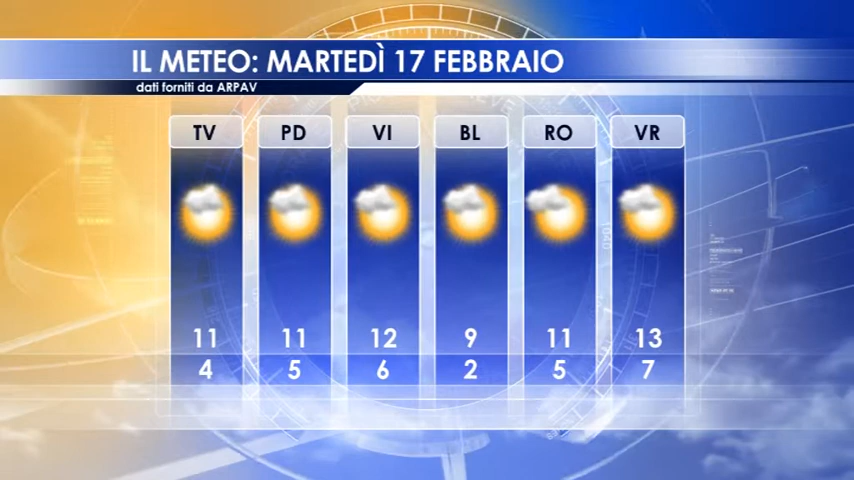 IL METEO: MARTEDÌ 17 FEBBRAIO
dati forniti da ARPAV
TV PD VI BL RO VR
11 11 12 9 11 13
4 5 6 2 5 7